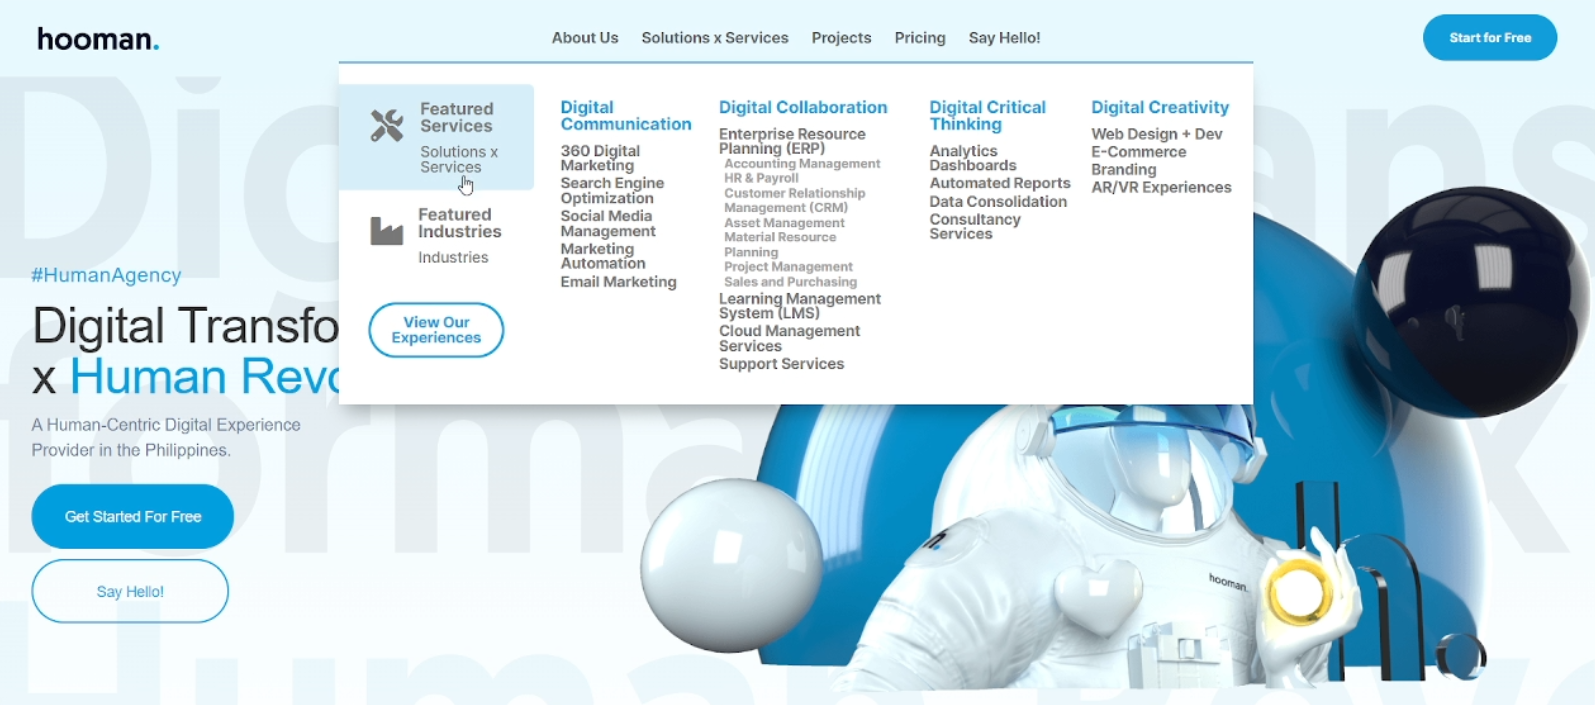 hooman.
About Us Solutions x Services Projects Pricing Say Hello!
Start for Free
Featured
Services
Solutions x
Services
Featured
Industries
Industries
View Our
Experiences
Digital
Communication
360 Digital
Marketing
Search Engine
Optimization
Social Media
Management
Marketing
Automation
Email Marketing
Digital Collaboration
Enterprise Resource
Planning (ERP)
Accounting Management
HR & Payroll
Customer Relationship
Management (CRM)
Asset Management
Material Resource
Planning
Project Management
Sales and Purchasing
Learning Management
System (LMS)
Cloud Management
Services
Support Services
Digital Critical
Thinking
Analytics
Dashboards
Automated Reports
Data Consolidation
Consultancy
Services
Digital Creativity
Web Design + Dev
E-Commerce
Branding
AR/VR Experiences
#HumanAgency
Digital Transfo
x Human Revo
A Human-Centric Digital Experience
Provider in the Philippines.
Get Started For Free
Say Hello!
n.
hooman.